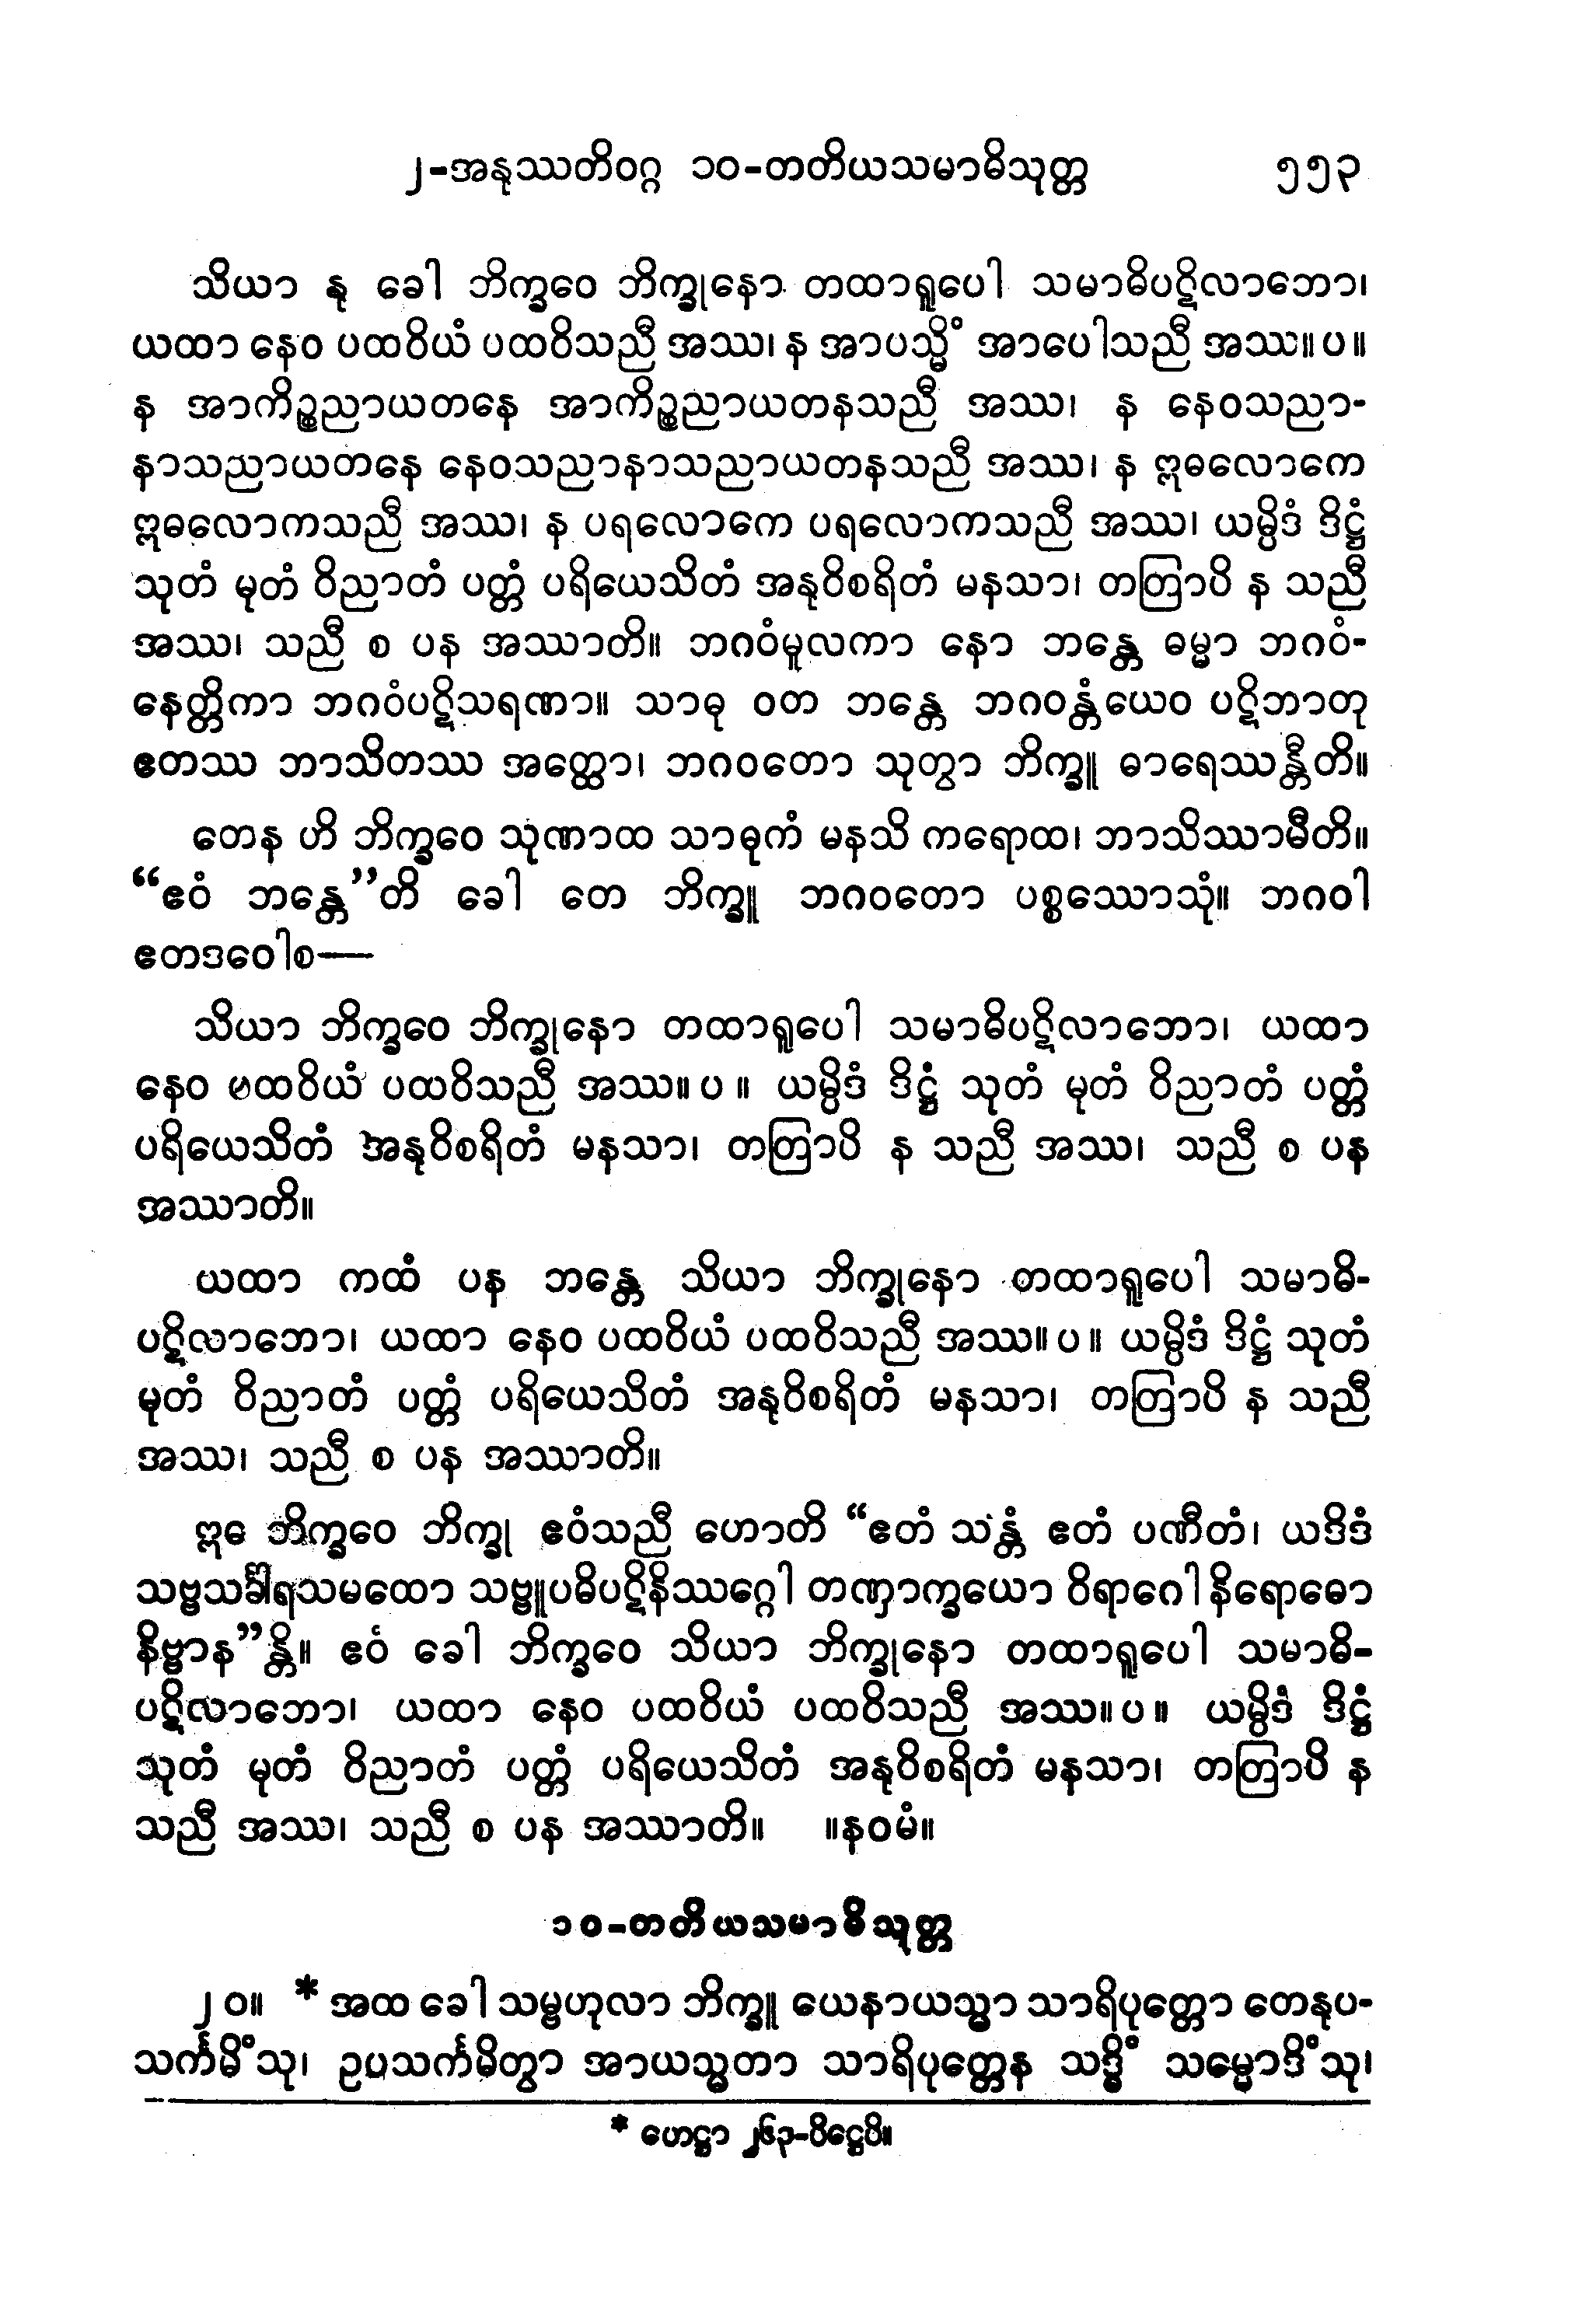 ၂-အနုဿတိဝဂ္ဂ ၁၀-တတိယသမာဓိသုတ္တ ၅၅၃
သိယာ နု ခေါ ဘိက္ခဝေ ဘိက္ခုနော တထာရူပေါ သမာဓိပဋိလာဘော၊
ယထာ နေဝ ပထဝိယံ ပထဝိသညီ အဿ၊ န အာပသ္မိံ အာပေါသညီ အဿ။ ပ ။
န အာကိဉ္စညာယတနေ အာကိဉ္စညာယတနသညီ အဿ၊ န နေဝသညာ-
နာသညာယတနေ နေဝသညာနာသညာယတနသညီ အဿ၊ န ဣဓလောကေ
ဣဓလောကသညီ အဿ၊ န ပရလောကေ ပရလောကသညီ အဿ၊ ယမ္ပိဒံ ဒိဋ္ဌံ
သုတံ မုတံ ဝိညာတံ ပတ္တံ ပရိယေသိတံ အနုဝိစရိတံ မနသာ၊ တတြာပိ န သညီ
အဿ၊ သညီ စ ပန အဿာတိ။ ဘဂဝံမူလကာ နော ဘန္တေ ဓမ္မာ ဘဂဝံ-
နေတ္တိကာ ဘဂဝံပဋိသရဏာ။ သာဓု ဝတ ဘန္တေ ဘဂဝန္တံယေဝ ပဋိဘာတု
ဧတဿ ဘာသိတဿ အတ္ထော၊ ဘဂဝတော သုတွာ ဘိက္ခူ ဓာရေဿန္တီတိ။
တေန ဟိ ဘိက္ခဝေ သုဏာထ သာဓုကံ မနသိ ကရောထ၊ ဘာသိဿာမီတိ။
“ဧဝံ ဘန္တေ”တိ ခေါ တေ ဘိက္ခူ ဘဂဝတော ပစ္စဿောသုံ။ ဘဂဝါ
ဧတဒဝေါစ—
သိယာ ဘိက္ခဝေ ဘိက္ခုနော တထာရူပေါ သမာဓိပဋိလာဘော၊ ယထာ
နေဝ ပထဝိယံ ပထဝိသညီ အဿ။ ပ ။ ယမ္ပိဒံ ဒိဋ္ဌံ သုတံ မုတံ ဝိညာတံ ပတ္တံ
ပရိယေသိတံ အနုဝိစရိတံ မနသာ၊ တတြာပိ န သညီ အဿ၊ သညီ စ ပန
အဿာတိ။
ယထာ ကထံ ပန ဘန္တေ သိယာ ဘိက္ခုနော တထာရူပေါ သမာဓိ-
ပဋိလာဘော၊ ယထာ နေဝ ပထဝိယံ ပထဝိသညီ အဿ။ ပ ။ ယမ္ပိဒံ ဒိဋ္ဌံ သုတံ
မုတံ ဝိညာတံ ပတ္တံ ပရိယေသိတံ အနုဝိစရိတံ မနသာ၊ တတြာပိ န သညီ
အဿ၊ သညီ စ ပန အဿာတိ။
ဣဓ ဘိက္ခဝေ ဘိက္ခု ဧဝံသညီ ဟောတိ “ဧတံ သန္တံ ဧတံ ပဏီတံ၊ ယဒိဒံ
သဗ္ဗသင်္ခါရသမထော သဗ္ဗူပဓိပဋိနိဿဂ္ဂေါ တဏှာက္ခယော ဝိရာဂေါ နိရောဓော
နိဗ္ဗာန”န္တိ။ ဧဝံ ခေါ ဘိက္ခဝေ သိယာ ဘိက္ခုနော တထာရူပေါ သမာဓိ-
ပဋိလာဘော၊ ယထာ နေဝ ပထဝိယံ ပထဝိသညီ အဿ။ ပ ။ ယမ္ပိဒံ ဒိဋ္ဌံ
သုတံ မုတံ ဝိညာတံ ပတ္တံ ပရိယေသိတံ အနုဝိစရိတံ မနသာ၊ တတြာပိ န
သညီ အဿ၊ သညီ စ ပန အဿာတိ။ ။နဝမံ။
၁၀-တတိယသမာဓိသုတ္တ
၂၀။ * အထ ခေါ သမ္ဗဟုလာ ဘိက္ခူ ယေနာယသ္မာ သာရိပုတ္တော တေနုပ-
သင်္ကမိံသု၊ ဥပသင်္ကမိတွာ အာယသ္မတာ သာရိပုတ္တေန သဒ္ဓိံ သမ္မောဒိံသု၊
* ဟေဋ္ဌာ ၂၆၃-ပိဋ္ဌေပိ။